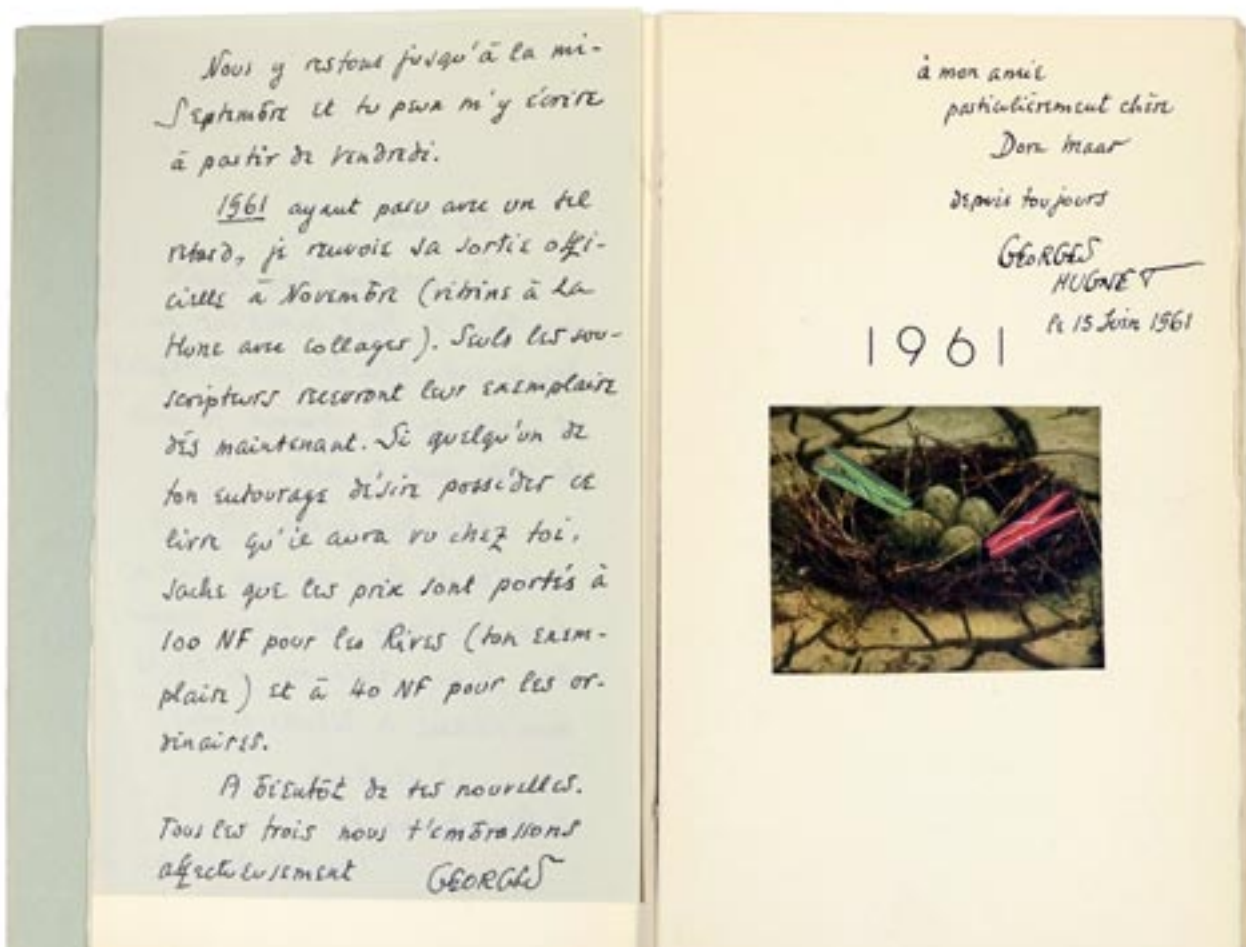 Nous y restons jusqu'à la mi-
Septembre et tu peux m'y écrire
à partir de vendredi.
1961 ayant paru avec un tel
retard, je renvoie sa sortie offi-
cielle à Novembre (vitrine à La
Hune avec collages). Seuls les sou-
scripteurs recevront leur exemplaire
dès maintenant. Si quelqu'un de
ton entourage désire posséder ce
livre qu'il aura vu chez toi,
sache que les prix sont portés à
100 NF pour les Rives (ton exem-
plaire) et à 40 NF pour les or-
dinaires.
A bientôt de tes nouvelles.
Tous les trois nous t'embrassons
affectueusement GEORGES
à mon amie
particulièrement chère
Dora Maar
depuis toujours
GEORGES
HUGNET
le 15 Juin 1961
1961